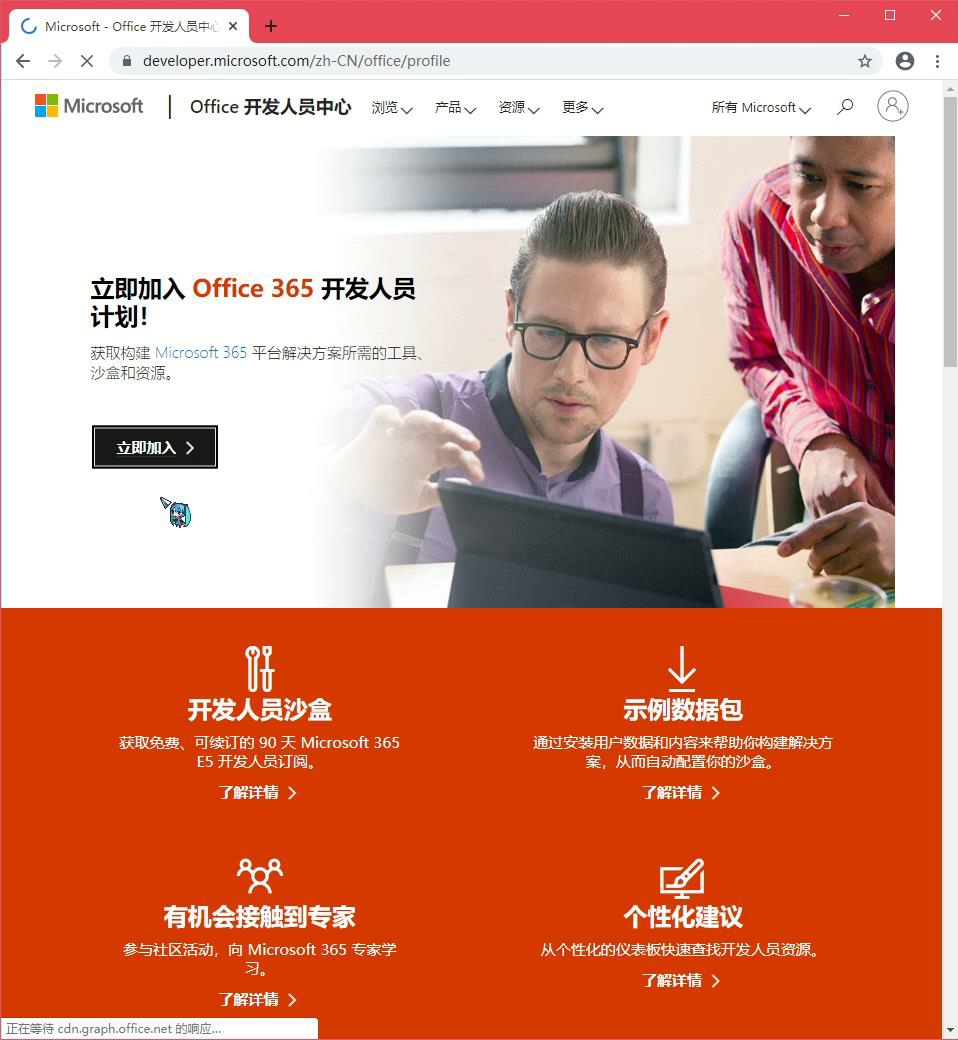 Microsoft - Office 开发人员中心
developer.microsoft.com/zh-CN/office/profile
Microsoft
Office 开发人员中心
浏览
产品
资源
更多
所有 Microsoft
立即加入 Office 365 开发人员
计划!
获取构建 Microsoft 365 平台解决方案所需的工具、
沙盒和资源。
立即加入
开发人员沙盒
获取免费、可续订的 90 天 Microsoft 365
E5 开发人员订阅。
了解详情
示例数据包
通过安装用户数据和内容来帮助你构建解决方
案，从而自动配置你的沙盒。
了解详情
有机会接触到专家
参与社区活动，向 Microsoft 365 专家学
习。
了解详情
个性化建议
从个性化的仪表板快速查找开发人员资源。
了解详情
正在等待 cdn.graph.office.net 的响应...